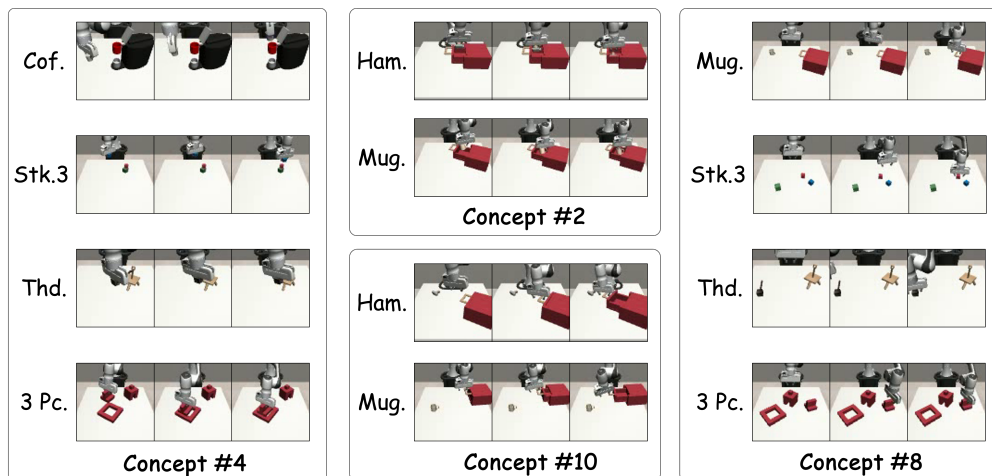 Cof.
Stk.3
Thd.
3 Pc.
Concept #4
Ham.
Mug.
Concept #2
Ham.
Mug.
Concept #10
Mug.
Stk.3
Thd.
3 Pc.
Concept #8